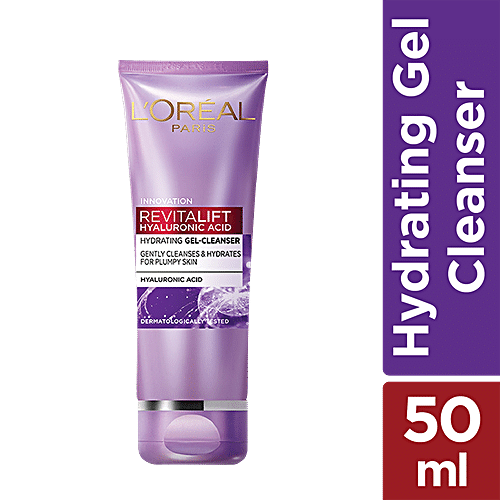 L'ORÉAL
PARIS
INNOVATION
REVITALIFT
HYALURONIC ACID
HYDRATING GEL-CLEANSER
GENTLY CLEANSES & HYDRATES
FOR PLUMPY SKIN
HYALURONIC ACID
DERMATOLOGICALLY TESTED
Hydrating Gel
Cleanser
50
ml